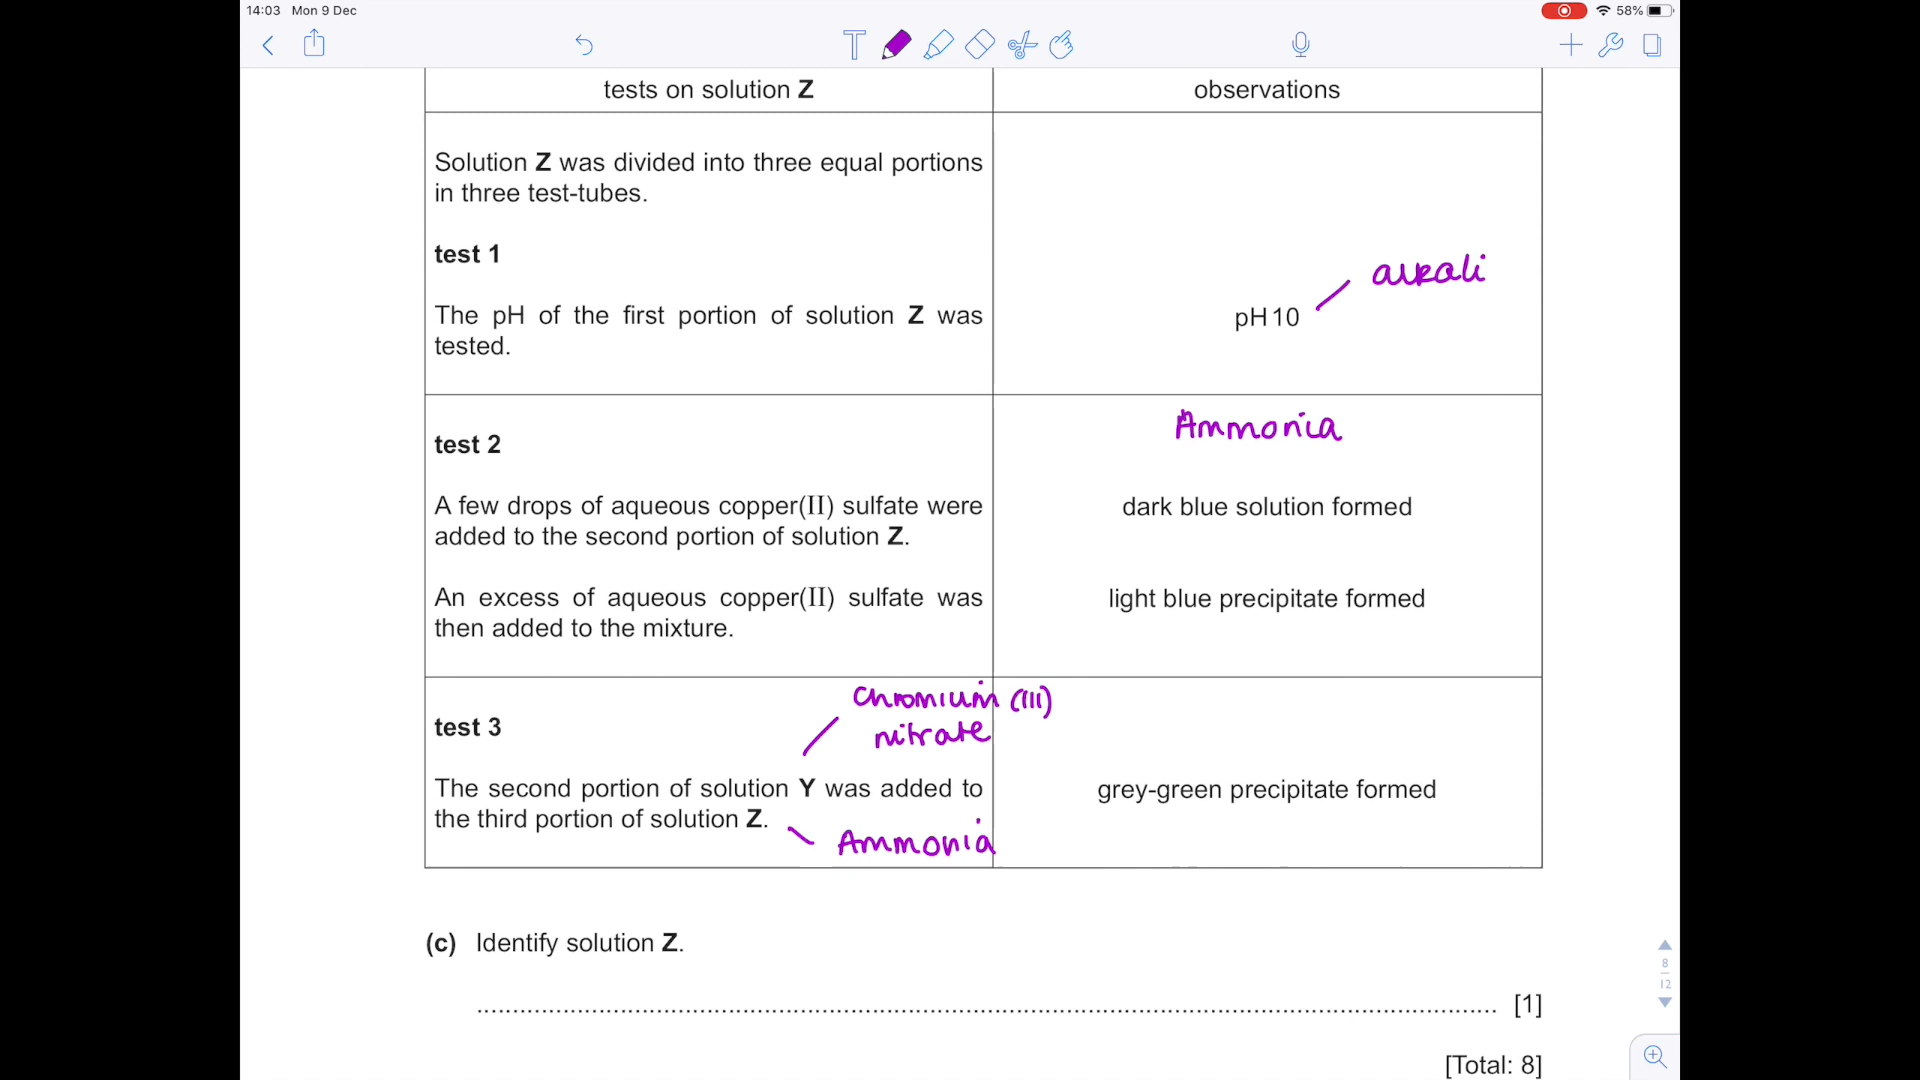 14:03 Mon 9 Dec
58%
T
tests on solution Z
observations
Solution Z was divided into three equal portions
in three test-tubes.
test 1
alkali
The pH of the first portion of solution Z was
tested.
pH 10
Ammonia
test 2
A few drops of aqueous copper(II) sulfate were
added to the second portion of solution Z.
dark blue solution formed
An excess of aqueous copper(II) sulfate was
then added to the mixture.
light blue precipitate formed
Chromium (III)
nitrate
test 3
The second portion of solution Y was added to
the third portion of solution Z.
grey-green precipitate formed
Ammonia
(c) Identify solution Z.
8
12
[1]
[Total: 8]